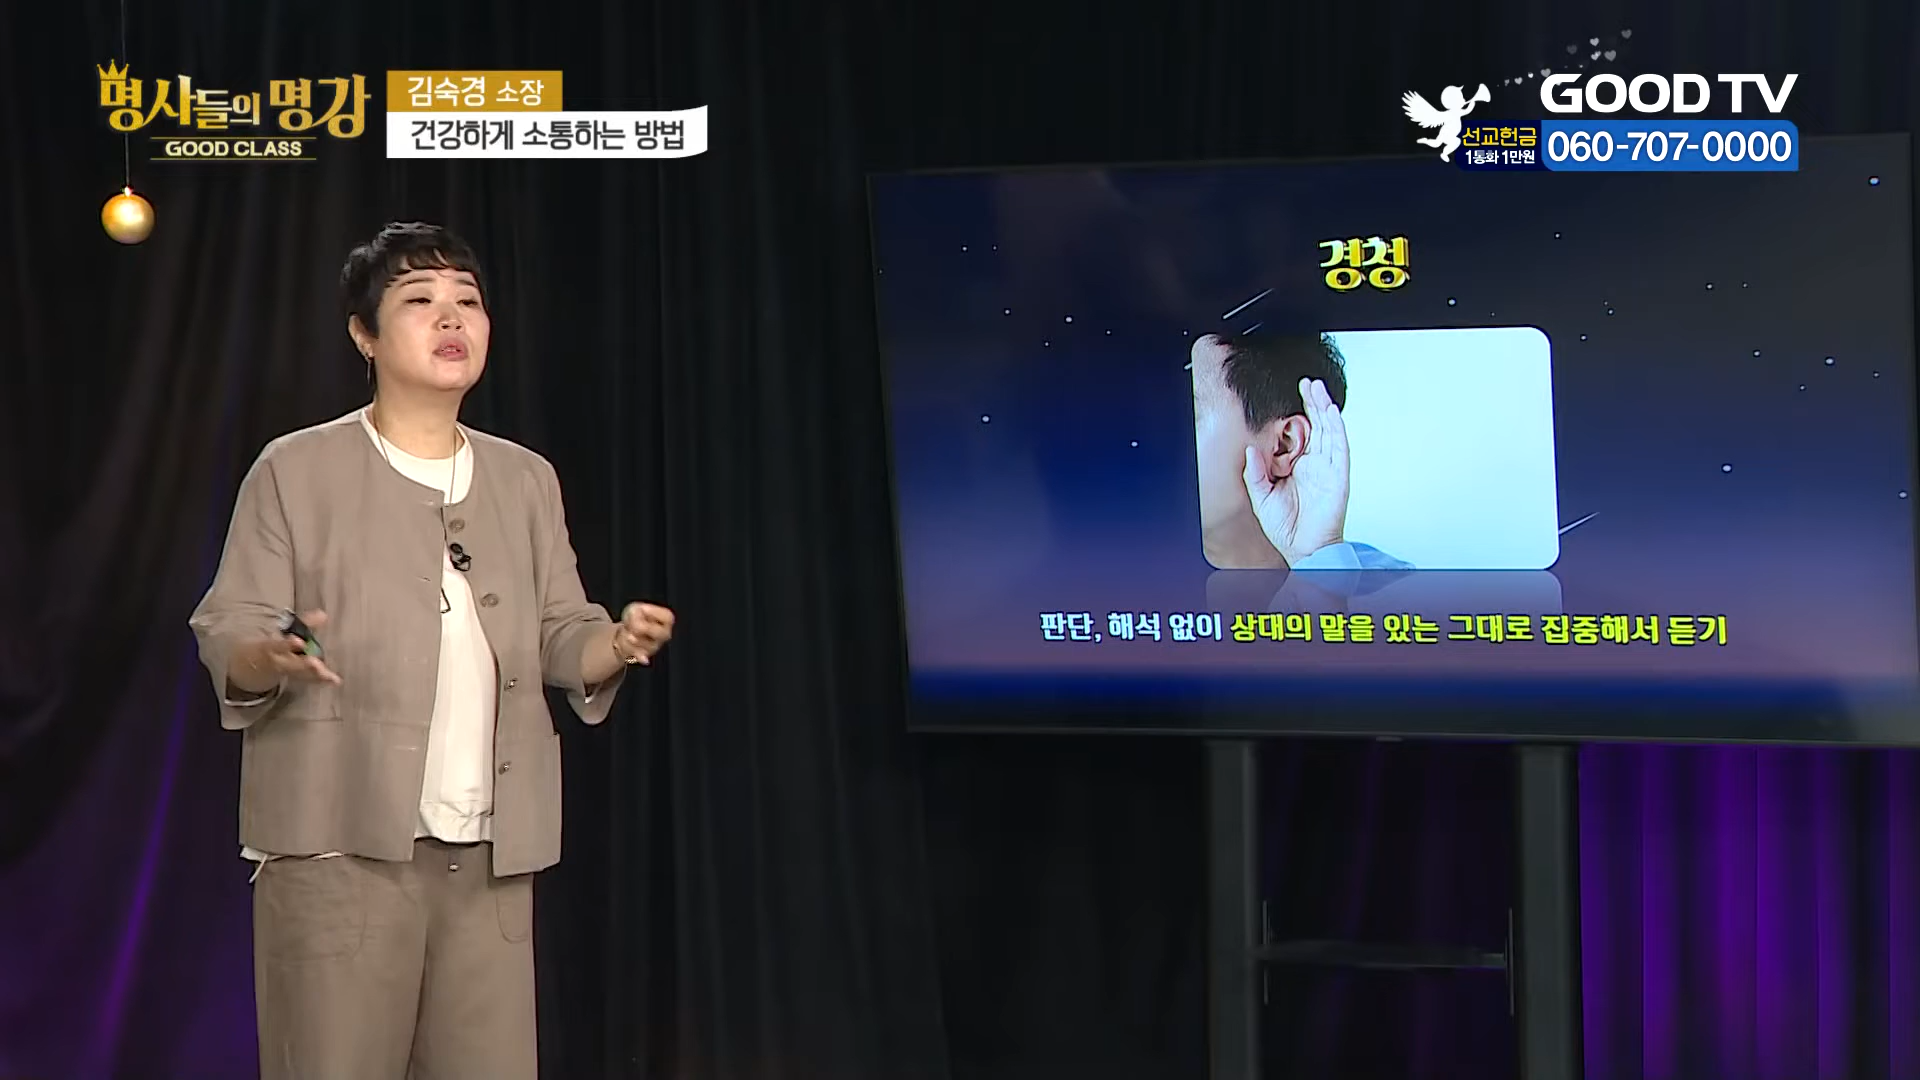 명사들의 명강
GOOD CLASS
김숙경 소장
건강하게 소통하는 방법
GOOD TV
선교헌금
1통화 1만원
060-707-0000
경청
판단, 해석 없이 상대의 말을 있는 그대로 집중해서 듣기